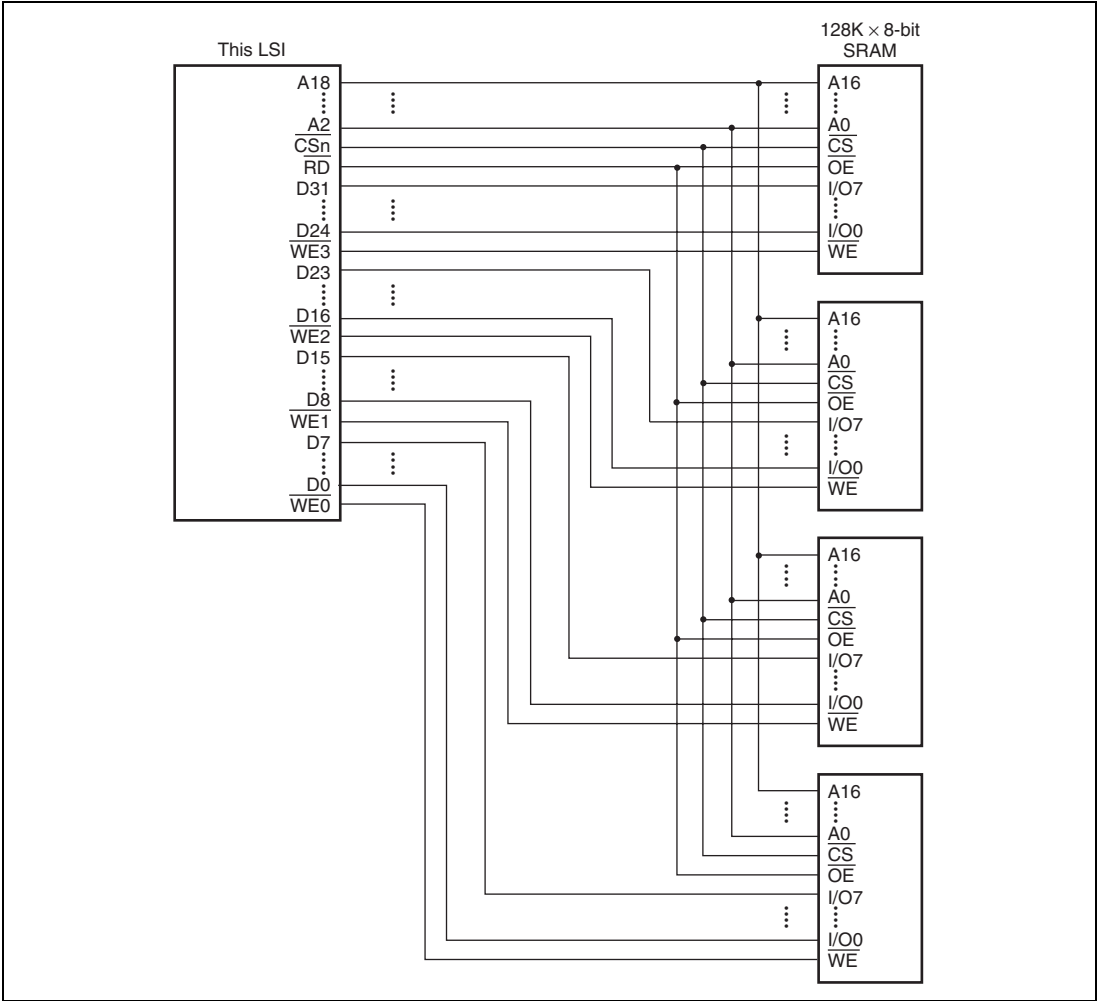 This LSI
A18
A2
CSn
RD
D31
D24
WE3
D23
D16
WE2
D15
D8
WE1
D7
D0
WE0
128K × 8-bit
SRAM
A16
A0
CS
OE
I/O7
I/O0
WE
A16
A0
CS
OE
I/O7
I/O0
WE
A16
A0
CS
OE
I/O7
I/O0
WE
A16
A0
CS
OE
I/O7
I/O0
WE